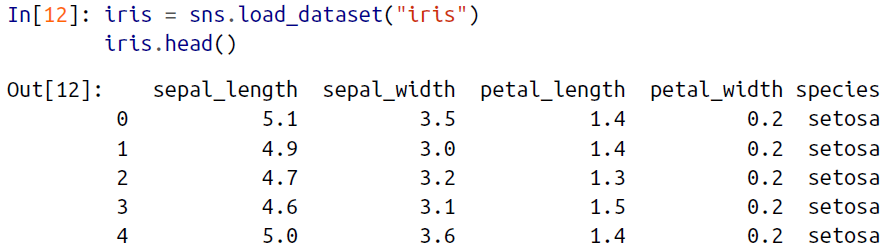 In[12]: iris = sns.load_dataset("iris")
iris.head()
Out[12]: sepal_length sepal_width petal_length petal_width species
0 5.1 3.5 1.4 0.2 setosa
1 4.9 3.0 1.4 0.2 setosa
2 4.7 3.2 1.3 0.2 setosa
3 4.6 3.1 1.5 0.2 setosa
4 5.0 3.6 1.4 0.2 setosa